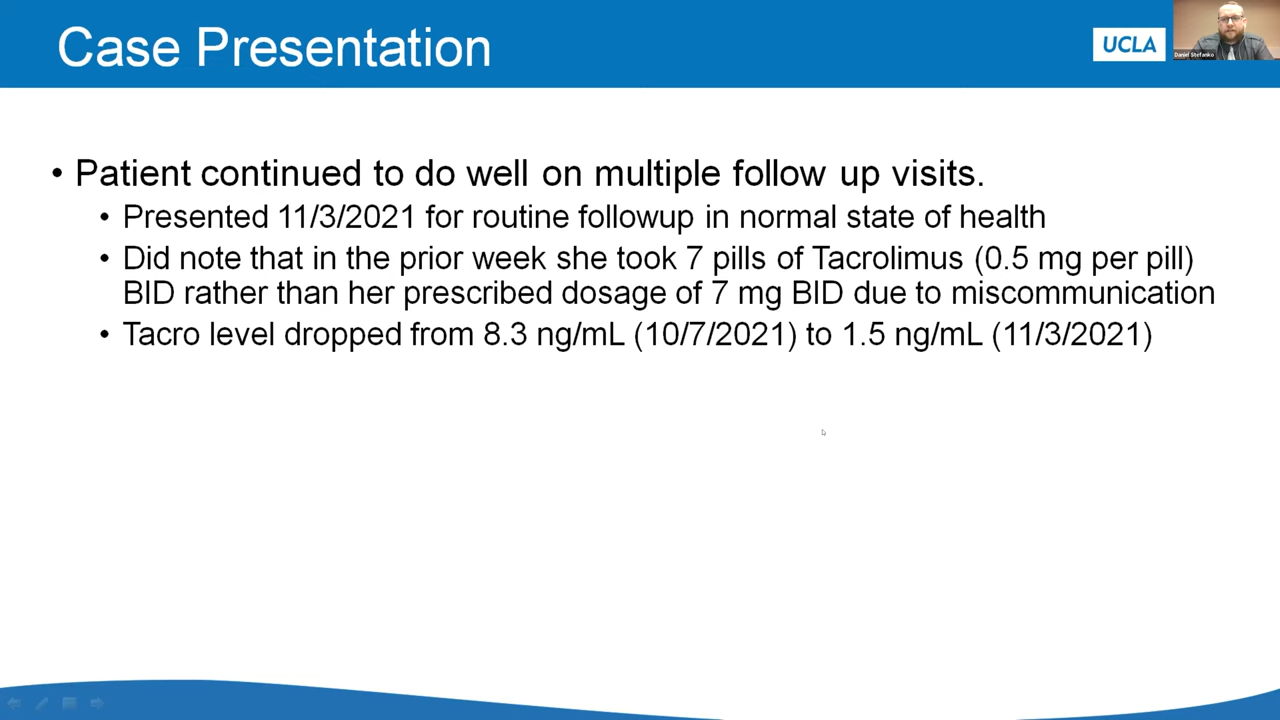 Case Presentation
UCLA
Daniel Stefanko
• Patient continued to do well on multiple follow up visits.
• Presented 11/3/2021 for routine followup in normal state of health
• Did note that in the prior week she took 7 pills of Tacrolimus (0.5 mg per pill)
BID rather than her prescribed dosage of 7 mg BID due to miscommunication
• Tacro level dropped from 8.3 ng/mL (10/7/2021) to 1.5 ng/mL (11/3/2021)